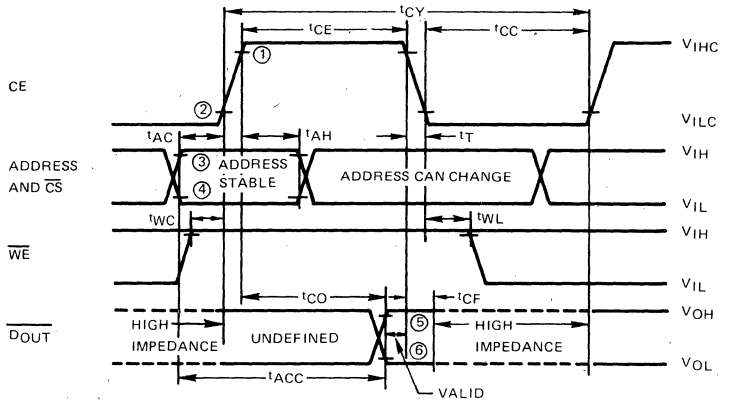 tCY
tCE
tCC
①
VIHC
CE
②
VILC
tAC
tAH
tT
VIH
ADDRESS
AND CS
③ ADDRESS
④ STABLE
ADDRESS CAN CHANGE
VIL
tWC
tWL
VIH
WE
VIL
tCO
tCF
VOH
DOUT
HIGH
IMPEDANCE
UNDEFINED
⑤
⑥
HIGH
IMPEDANCE
VOL
tACC
VALID